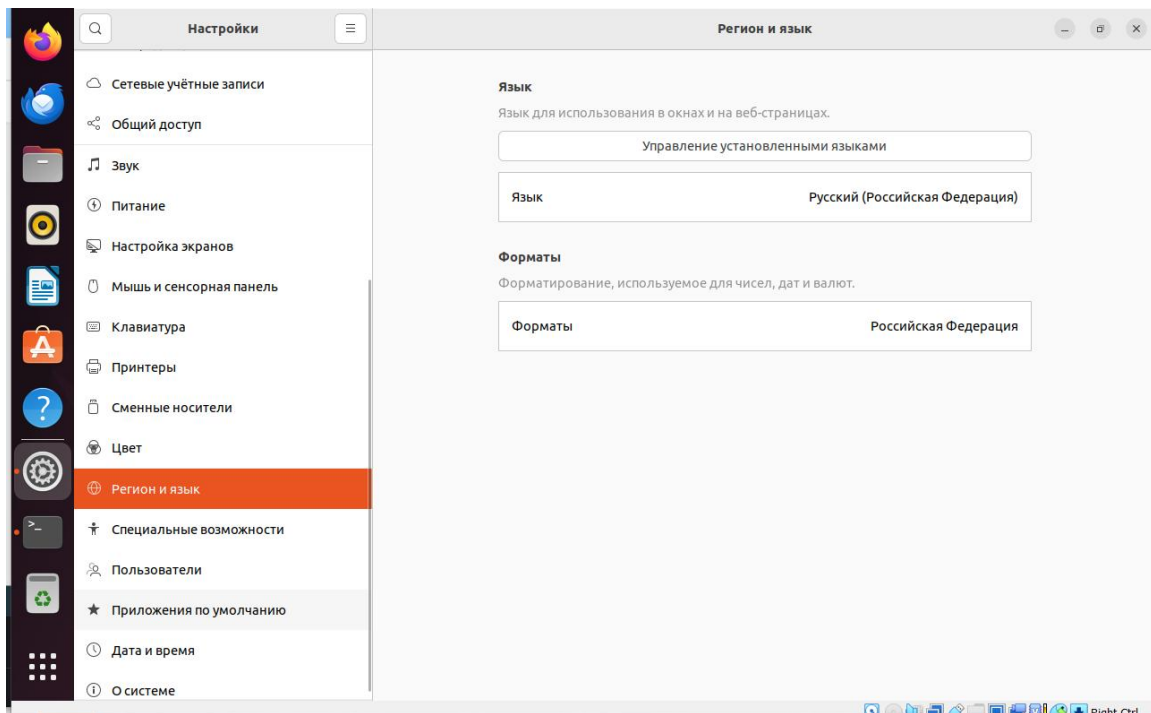 Настройки
Регион и язык
Сетевые учётные записи
Общий доступ
Звук
Питание
Настройка экранов
Мышь и сенсорная панель
Клавиатура
Принтеры
Сменные носители
Цвет
Регион и язык
Специальные возможности
Пользователи
Приложения по умолчанию
Дата и время
О системе
Язык
Язык для использования в окнах и на веб-страницах.
Управление установленными языками
Язык Русский (Российская Федерация)
Форматы
Форматирование, используемое для чисел, дат и валют.
Форматы Российская Федерация
Right Ctrl